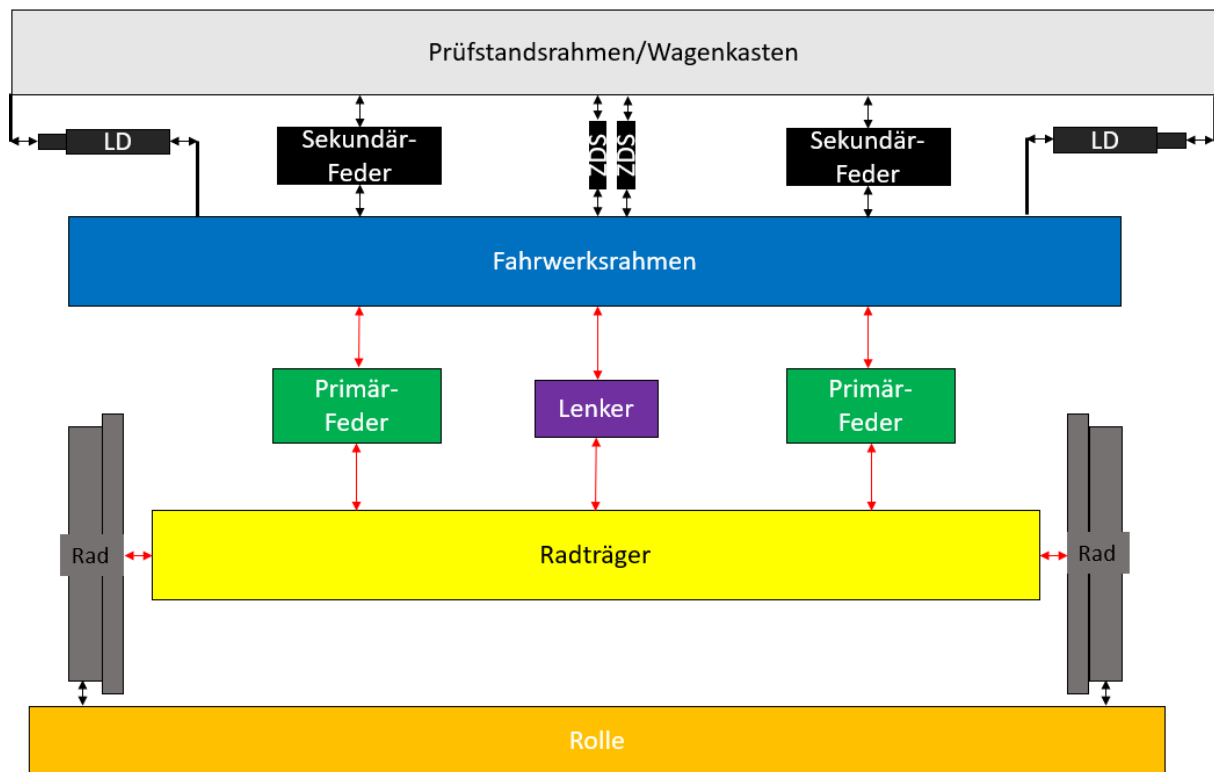 Prüfstandsrahmen/Wagenkasten
LD
Sekundär-
Feder
ZDS
ZDS
Sekundär-
Feder
LD
Fahrwerksrahmen
Primär-
Feder
Lenker
Primär-
Feder
Rad
Radträger
Rad
Rolle